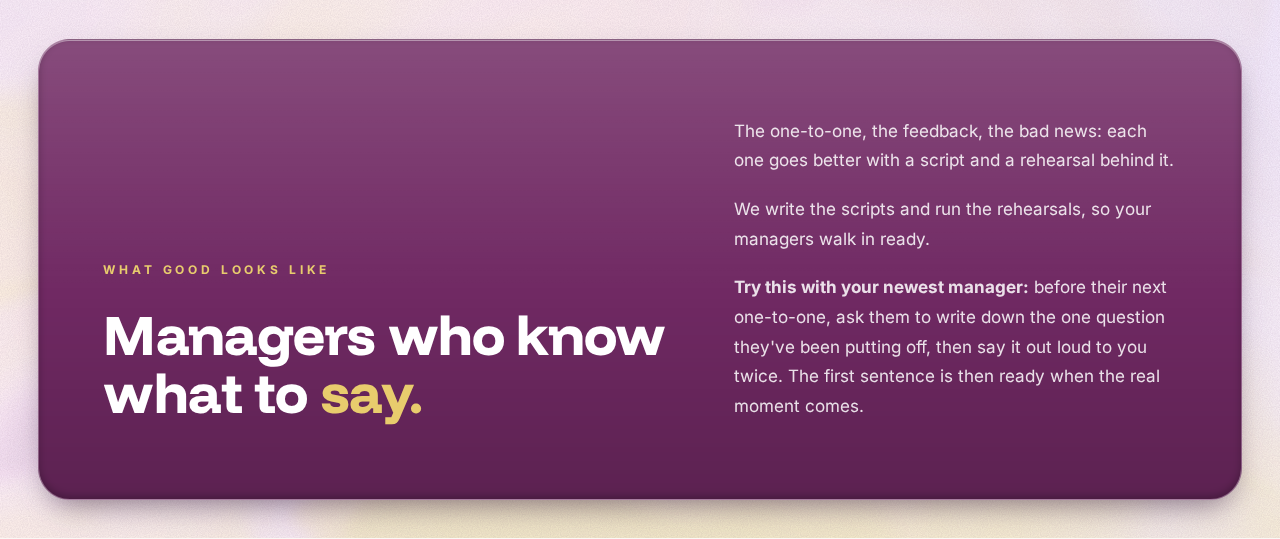 WHAT GOOD LOOKS LIKE
Managers who know
what to say.
The one-to-one, the feedback, the bad news: each
one goes better with a script and a rehearsal behind it.
We write the scripts and run the rehearsals, so your
managers walk in ready.
Try this with your newest manager: before their next
one-to-one, ask them to write down the one question
they've been putting off, then say it out loud to you
twice. The first sentence is then ready when the real
moment comes.